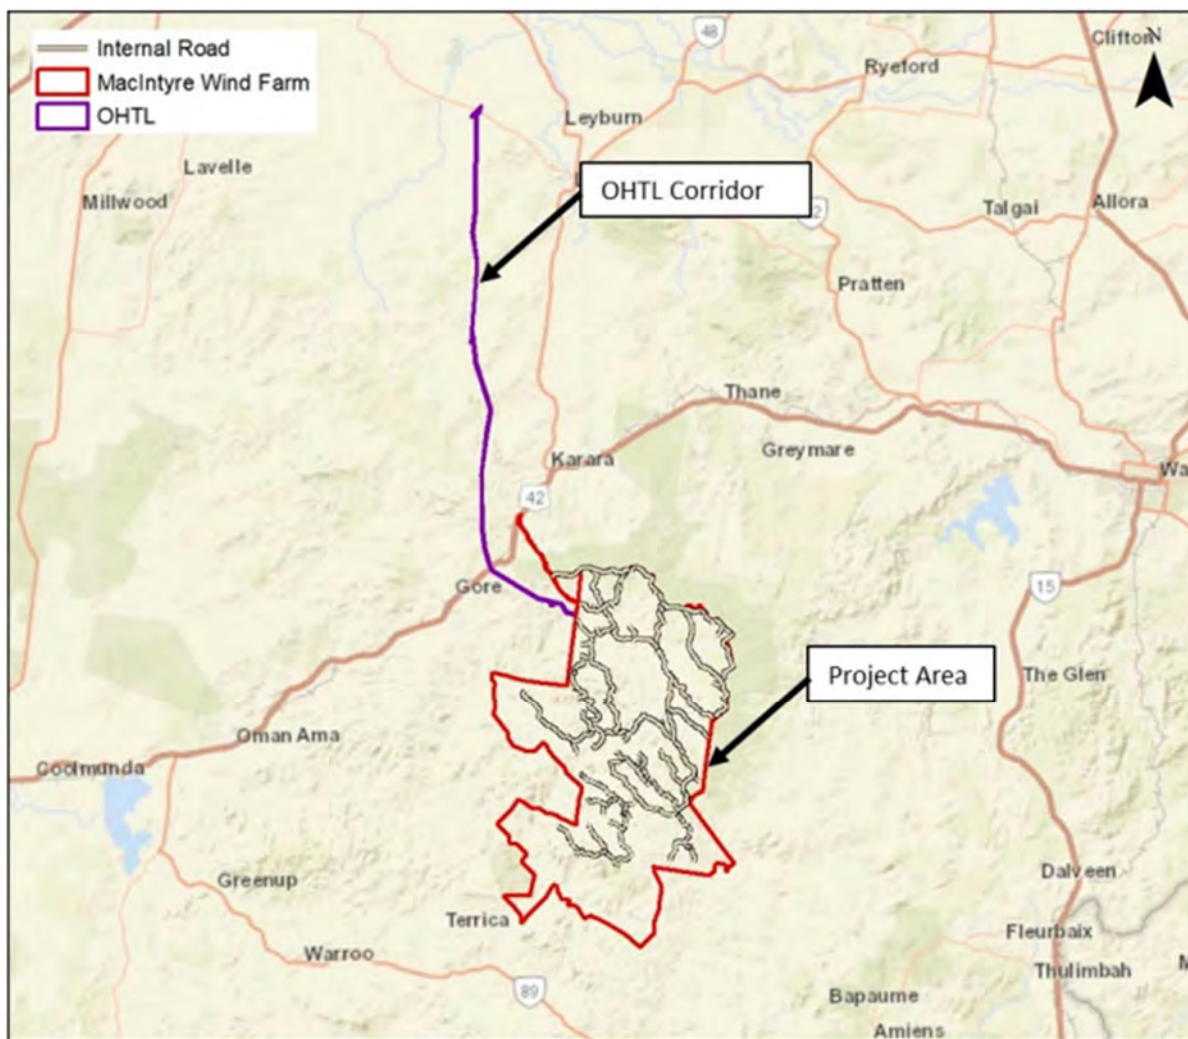 Internal Road
MacIntyre Wind Farm
OHTL
48
Clifton
N
Ryeford
Leyburn
Lavelle
OHTL Corridor
Millwood
Talgai
Allora
Pratten
Thane
Karara
Greymare
Wa
42
Gore
15
Project Area
The Glen
Oman Ama
Coolmunda
Greenup
Dalveen
Terrica
Fleurbaix
Warroo
Thulimbah
M
89
Bapaume
Amiens